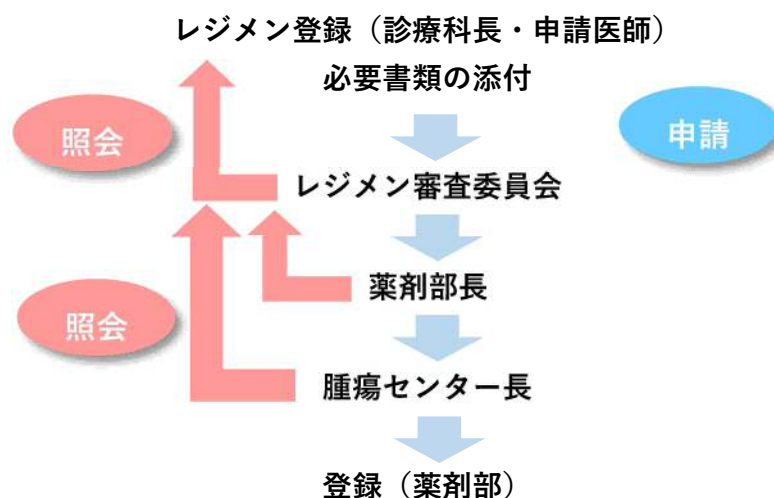 レジメン登録（診療科長・申請医師）
必要書類の添付
照会
申請
レジメン審査委員会
薬剤部長
照会
腫瘍センター長
登録（薬剤部）